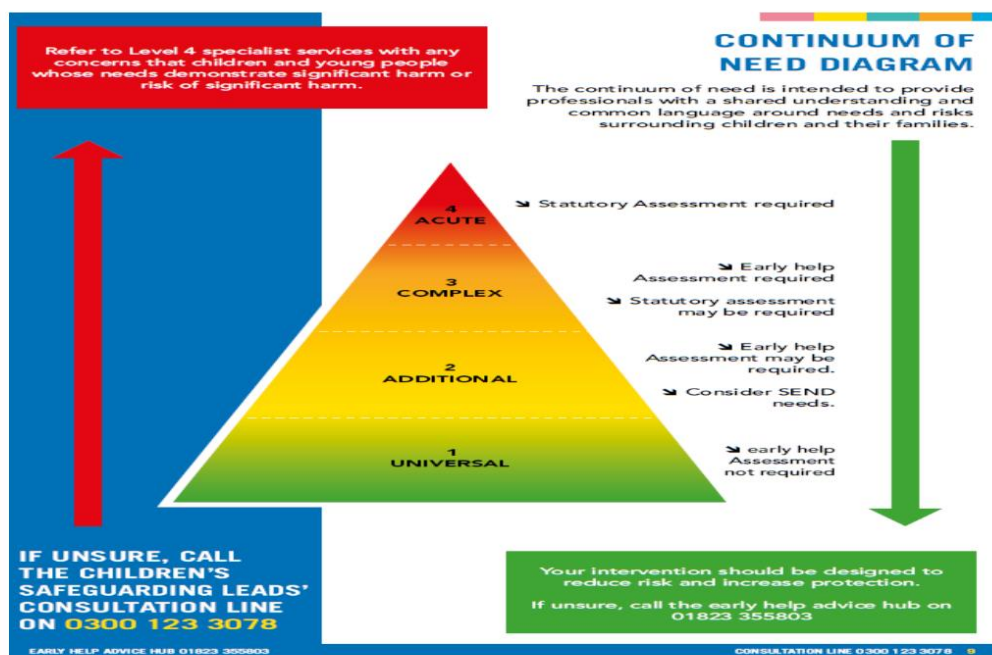 Refer to Level 4 specialist services with any
concerns that children and young people
whose needs demonstrate significant harm or
risk of significant harm.
CONTINUUM OF
NEED DIAGRAM
The continuum of need is intended to provide
professionals with a shared understanding and
common language around needs and risks
surrounding children and their families.
4
ACUTE
↘ Statutory Assessment required
3
COMPLEX
↘ Early help
Assessment required
↘ Statutory assessment
may be required
2
ADDITIONAL
↘ Early help
Assessment may be
required.
↘ Consider SEND
needs.
1
UNIVERSAL
↘ early help
Assessment
not required
IF UNSURE, CALL
THE CHILDREN'S
SAFEGUARDING LEADS'
CONSULTATION LINE
ON 0300 123 3078
Your intervention should be designed to
reduce risk and increase protection.
If unsure, call the early help advice hub on
01823 355803
EARLY HELP ADVICE HUB 01823 355803
CONSULTATION LINE 0300 123 3078 9